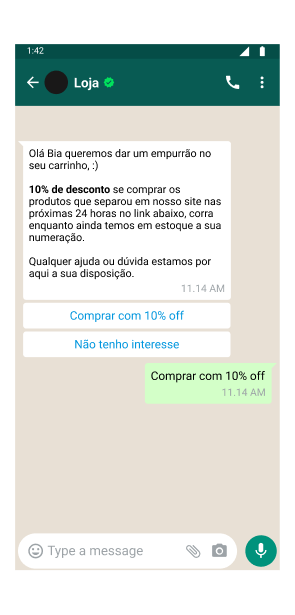 1:42
Loja
Olá Bia queremos dar um empurrão no
seu carrinho, :)
10% de desconto se comprar os
produtos que separou em nosso site nas
próximas 24 horas no link abaixo, corra
enquanto ainda temos em estoque a sua
numeração.
Qualquer ajuda ou dúvida estamos por
aqui a sua disposição.
11.14 AM
Comprar com 10% off
Não tenho interesse
Comprar com 10% off
11.14 AM
Type a message